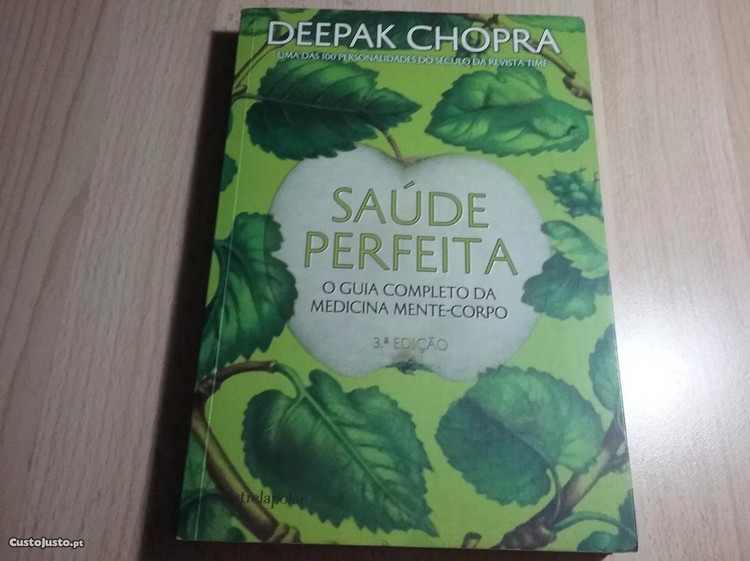 DEEPAK CHOPRA
UMA DAS 100 PERSONALIDADES DO SÉCULO DA REVISTA TIME
SAÚDE
PERFEITA
O GUIA COMPLETO DA
MEDICINA MENTE-CORPO
3.ª EDIÇÃO
CustoJusto.pt